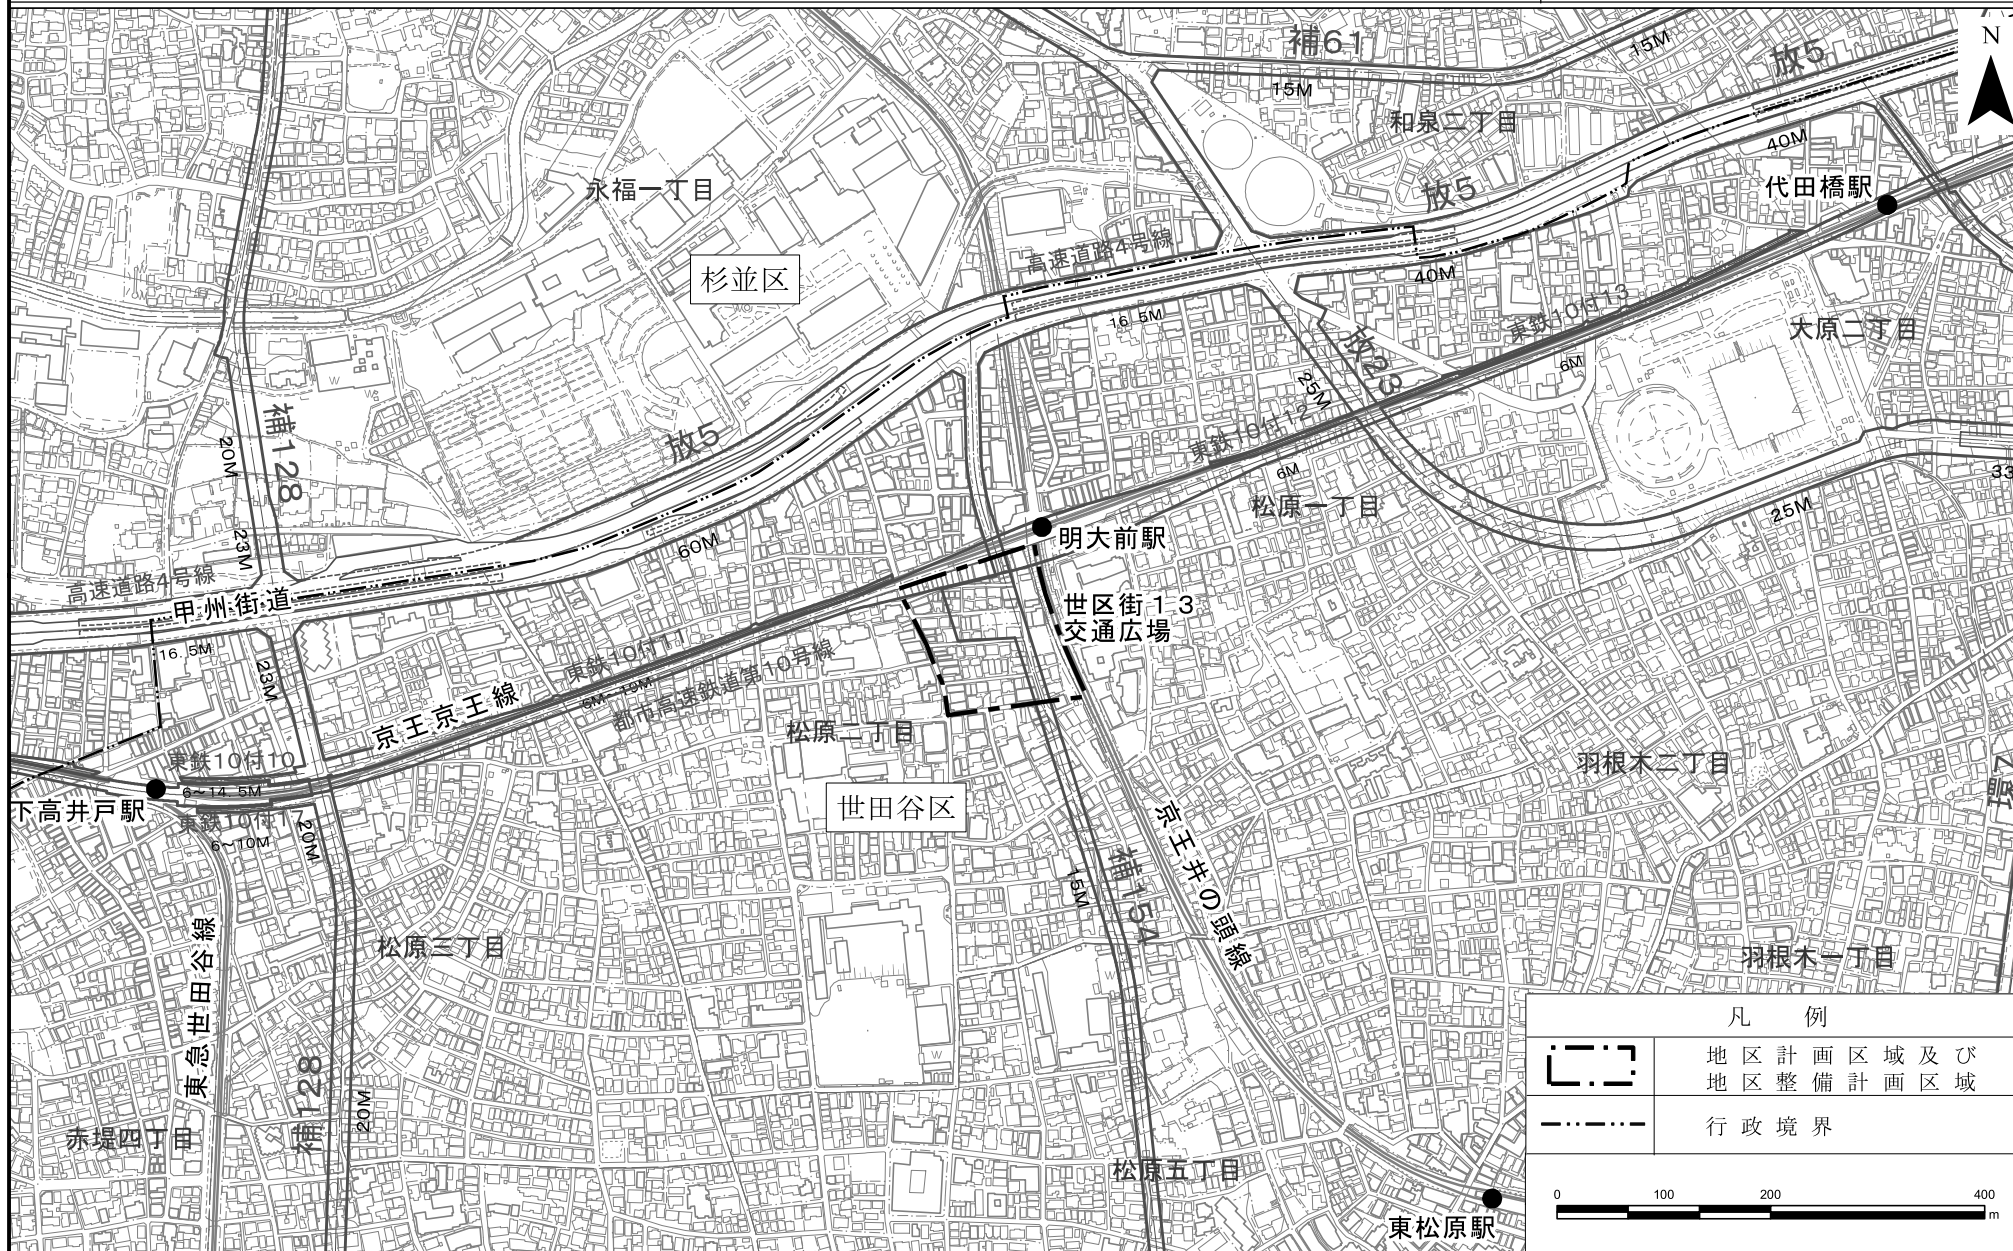 補61
15M
放5
N
15M
和泉二丁目
40M
永福一丁目
代田橋駅
放5
高速道路4号線
杉並区
40M
16.5M
東鉄10付13
大原二丁目
放23
6M
25M
補128
20M
放5
東鉄10付12
6M
33
松原一丁目
25M
明大前駅
23M
60M
高速道路4号線
甲州街道
世区街13
交通広場
16.5M
23M
東鉄10付11
5M～10M
都市高速鉄道第10号線
京王京王線
松原二丁目
東鉄10付10
羽根木二丁目
6～14.5M
下高井戸駅
世田谷区
東鉄10付1
20M
6～10M
京王井の頭線
補154
15M
東急世田谷線
松原三丁目
羽根木一丁目
補128
20M
赤堤四丁目
松原五丁目
東松原駅
凡例
地区計画区域及び
地区整備計画区域
行政境界
0 100 200 400
m